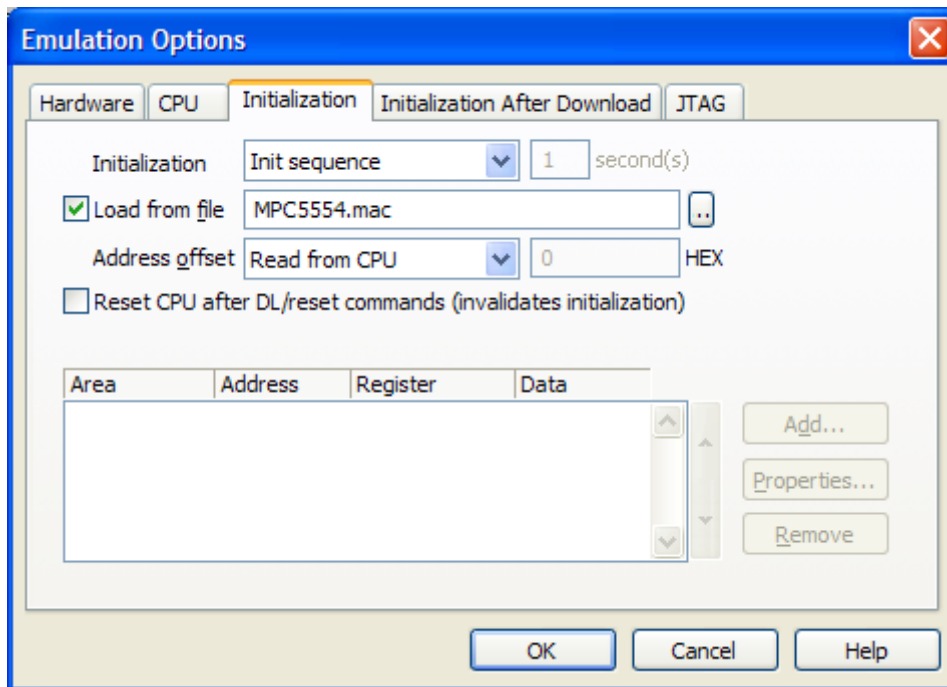 Emulation Options
Hardware CPU Initialization Initialization After Download JTAG
Initialization Init sequence 1 second(s)
Load from file MPC5554.mac ..
Address offset Read from CPU 0 HEX
Reset CPU after DL/reset commands (invalidates initialization)
Area Address Register Data
Add...
Properties...
Remove
OK Cancel Help